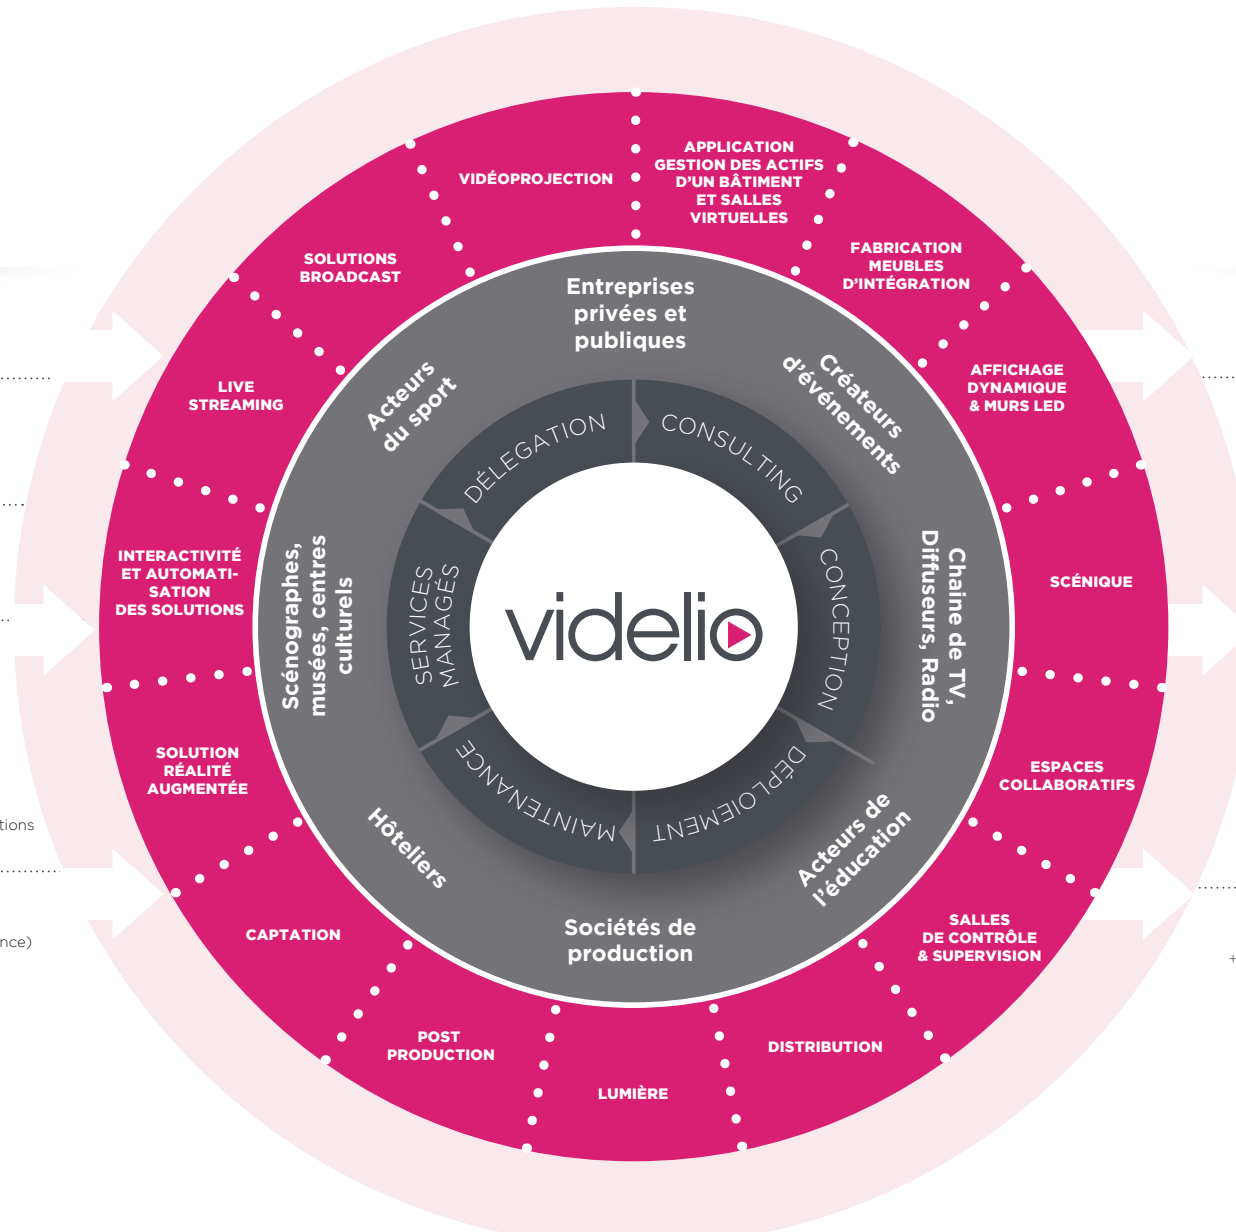 VIDÉOPROJECTION
APPLICATION
GESTION DES ACTIFS
D'UN BÂTIMENT
ET SALLES
VIRTUELLES
FABRICATION
MEUBLES
D'INTÉGRATION
AFFICHAGE
DYNAMIQUE
& MURS LED
SCÉNIQUE
ESPACES
COLLABORATIFS
SALLES
DE CONTRÔLE
& SUPERVISION
DISTRIBUTION
LUMIÈRE
POST
PRODUCTION
CAPTATION
SOLUTION
RÉALITÉ
AUGMENTÉE
INTERACTIVITÉ
ET AUTOMATI-
SATION
DES SOLUTIONS
LIVE
STREAMING
SOLUTIONS
BROADCAST
Entreprises
privées et
publiques
Créateurs
d'événements
Chaine de TV,
Diffuseurs, Radio
Acteurs de
l'éducation
Sociétés de
production
Hôteliers
Scénographes,
musées, centres
culturels
Acteurs
du sport
CONSULTING
CONCEPTION
DÉPLOIEMENT
MAINTENANCE
SERVICES
MANAGÉS
DÉLEGATION
videlio
tions
nce)
+